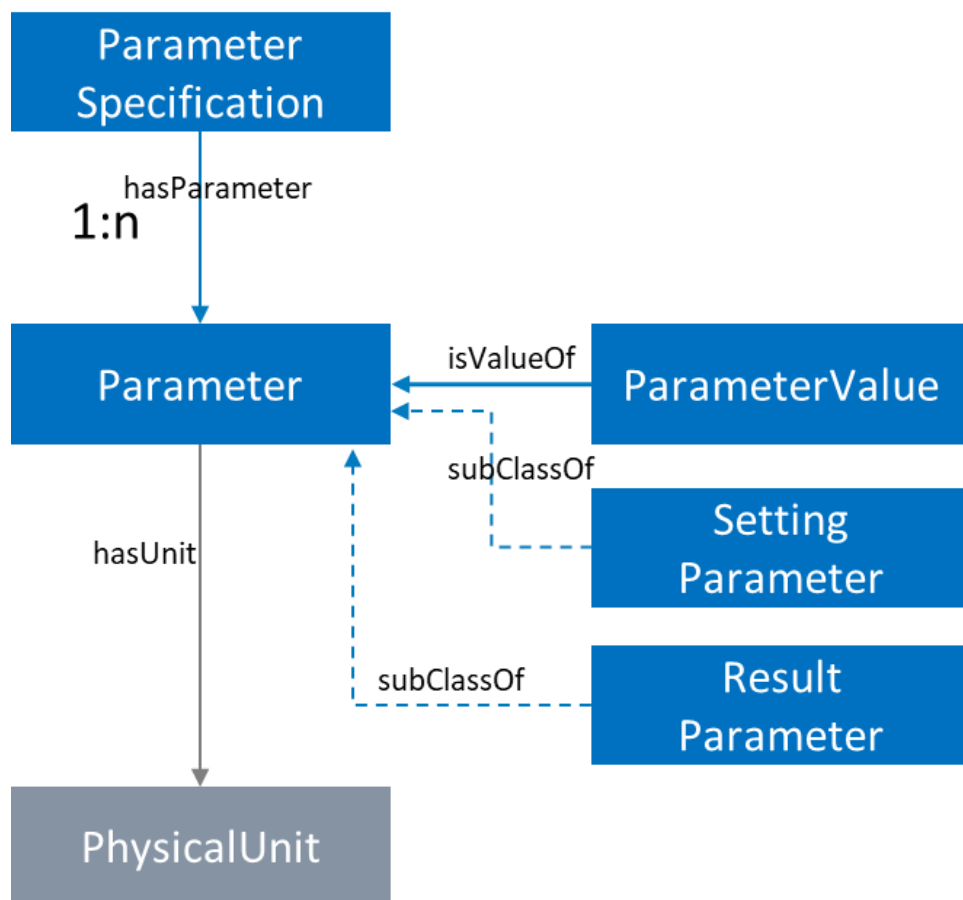 Parameter
Specification
hasParameter
1:n
Parameter
isValueOf
ParameterValue
subClassOf
Setting
Parameter
hasUnit
subClassOf
Result
Parameter
PhysicalUnit